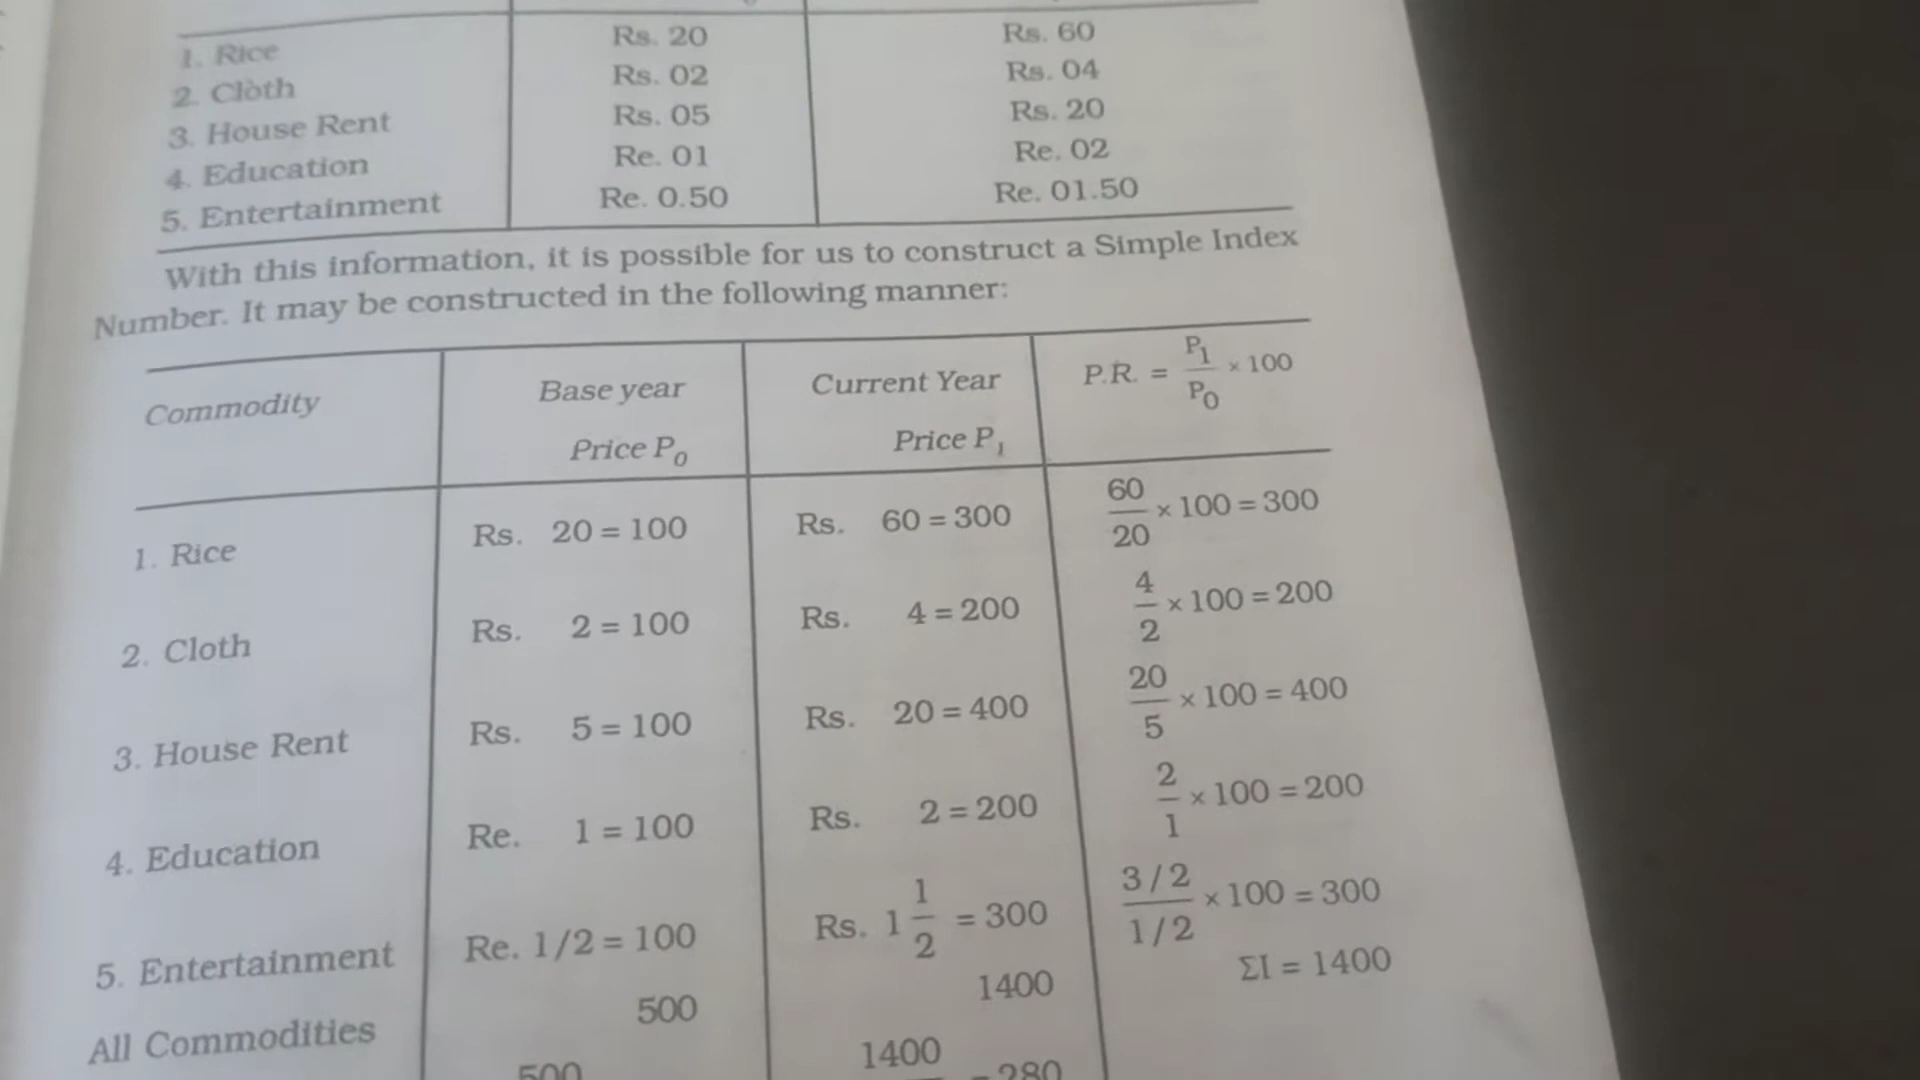 1. Rice Rs. 20 Rs. 60
2. Cloth Rs. 02 Rs. 04
3. House Rent Rs. 05 Rs. 20
4. Education Re. 01 Re. 02
5. Entertainment Re. 0.50 Re. 01.50
With this information, it is possible for us to construct a Simple Index
Number. It may be constructed in the following manner:
Commodity Base year Current Year P.R. = P1/P0 × 100
Price P0 Price P1
1. Rice Rs. 20 = 100 Rs. 60 = 300 60/20 × 100 = 300
2. Cloth Rs. 2 = 100 Rs. 4 = 200 4/2 × 100 = 200
3. House Rent Rs. 5 = 100 Rs. 20 = 400 20/5 × 100 = 400
4. Education Re. 1 = 100 Rs. 2 = 200 2/1 × 100 = 200
5. Entertainment Re. 1/2 = 100 Rs. 1 1/2 = 300 3/2 / 1/2 × 100 = 300
All Commodities 500 1400 ΣI = 1400
500 1400 = 280